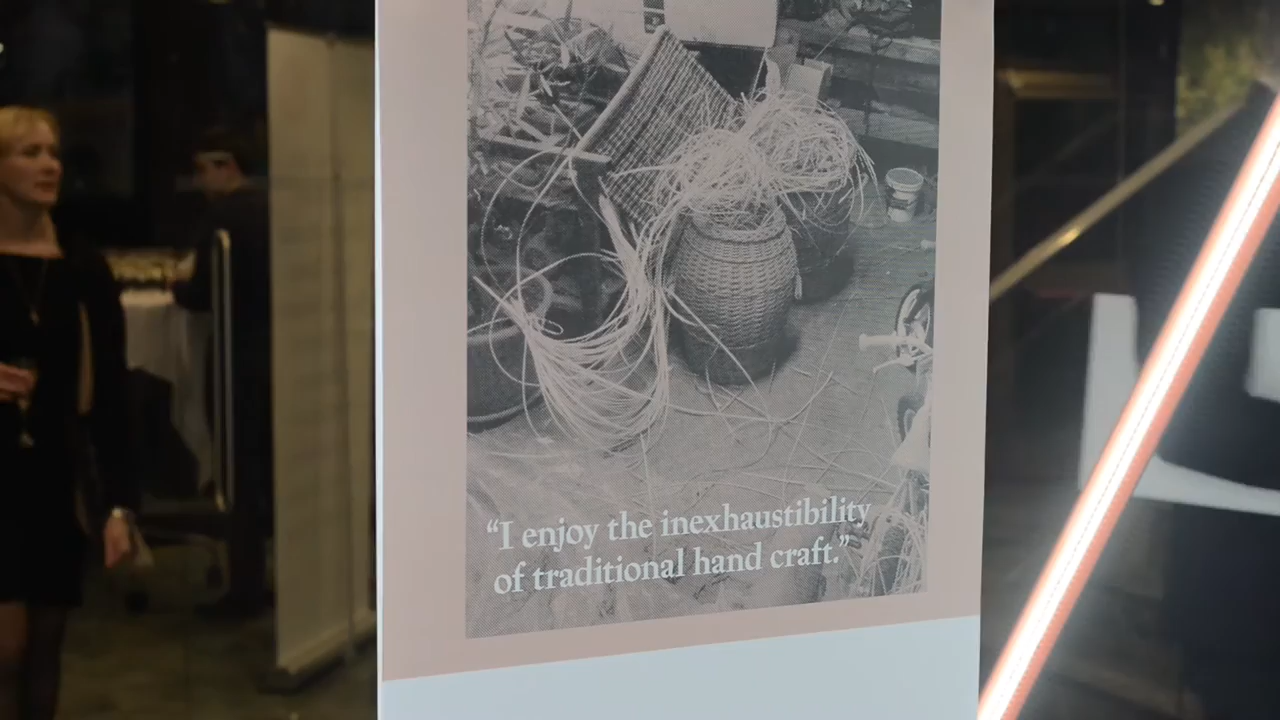 “I enjoy the inexhaustibility
of traditional hand craft.”